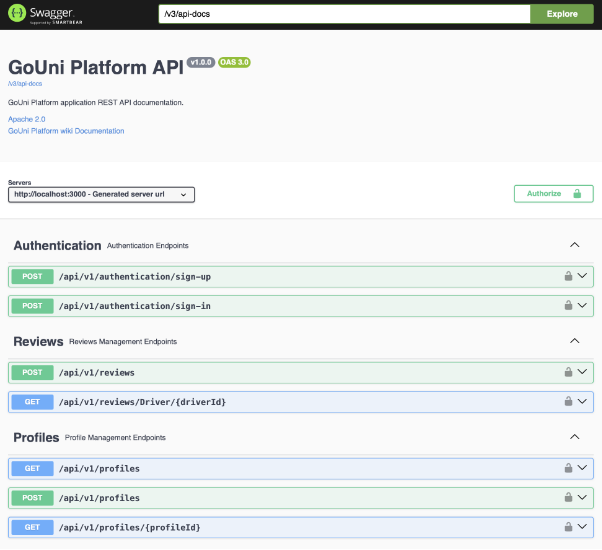 Swagger.
Supported by SMARTBEAR
/v3/api-docs
Explore
GoUni Platform API v1.0.0 OAS 3.0
/v3/api-docs
GoUni Platform application REST API documentation.
Apache 2.0
GoUni Platform wiki Documentation
Servers
http://localhost:3000 - Generated server url
Authorize
Authentication Authentication Endpoints
POST /api/v1/authentication/sign-up
POST /api/v1/authentication/sign-in
Reviews Reviews Management Endpoints
POST /api/v1/reviews
GET /api/v1/reviews/Driver/{driverId}
Profiles Profile Management Endpoints
GET /api/v1/profiles
POST /api/v1/profiles
GET /api/v1/profiles/{profileId}